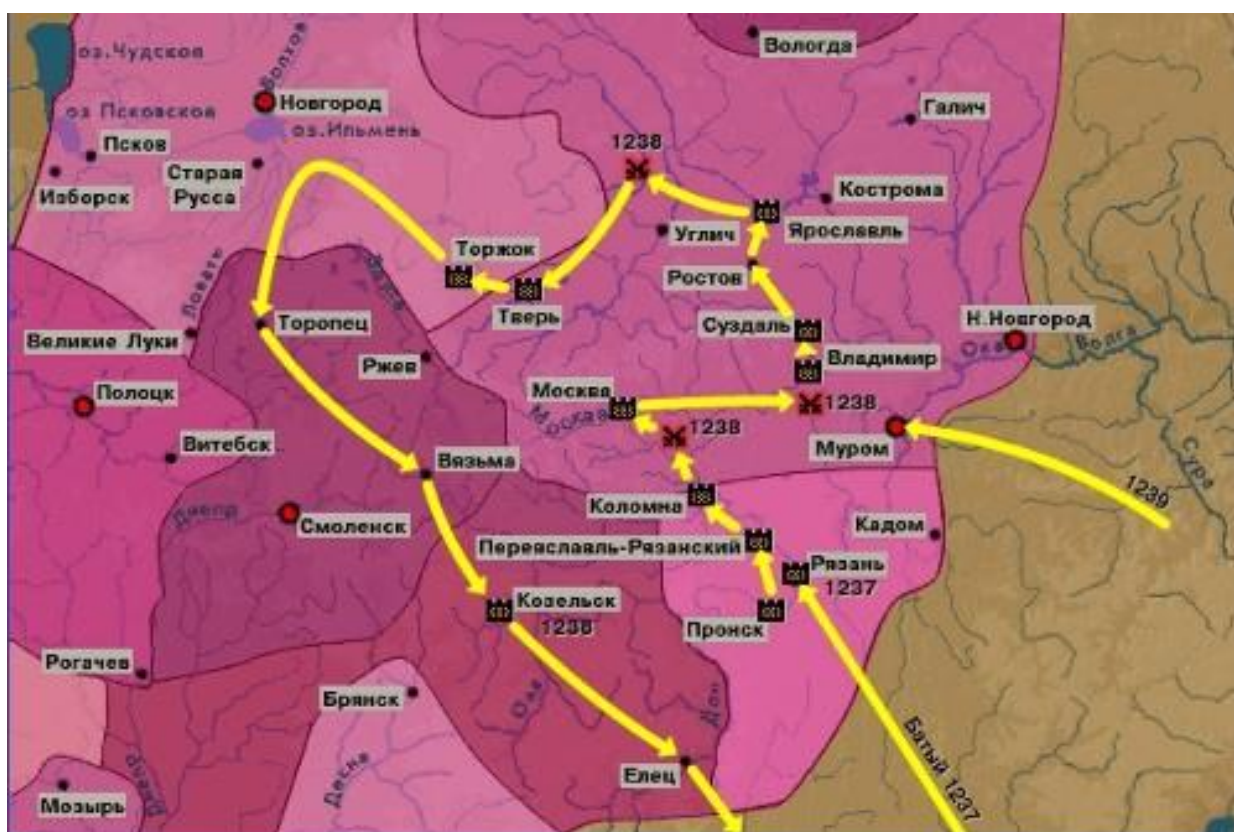 оз.Чудское
Волхов
Вологда
Новгород
Галич
оз Псковское
оз.Ильмень
Псков
1238
Старая
Русса
Изборск
Кострома
Углич
Ярославль
Торжок
Ростов
Ловать
Тверь
Суздаль
Н.Новгород
Торопец
Великие Луки
Ржев
Владимир
Ока
Волга
Москва
Полоцк
Москва
1238
1238
Витебск
Муром
Вязьма
Сура
1239
Днепр
Смоленск
Коломна
Кадом
Переяславль-Рязанский
Рязань
1237
Козельск
1238
Пронск
Рогачев
Брянск
Ока
Дон
Батый 1237
Елец
Днепр
Десна
Мозырь